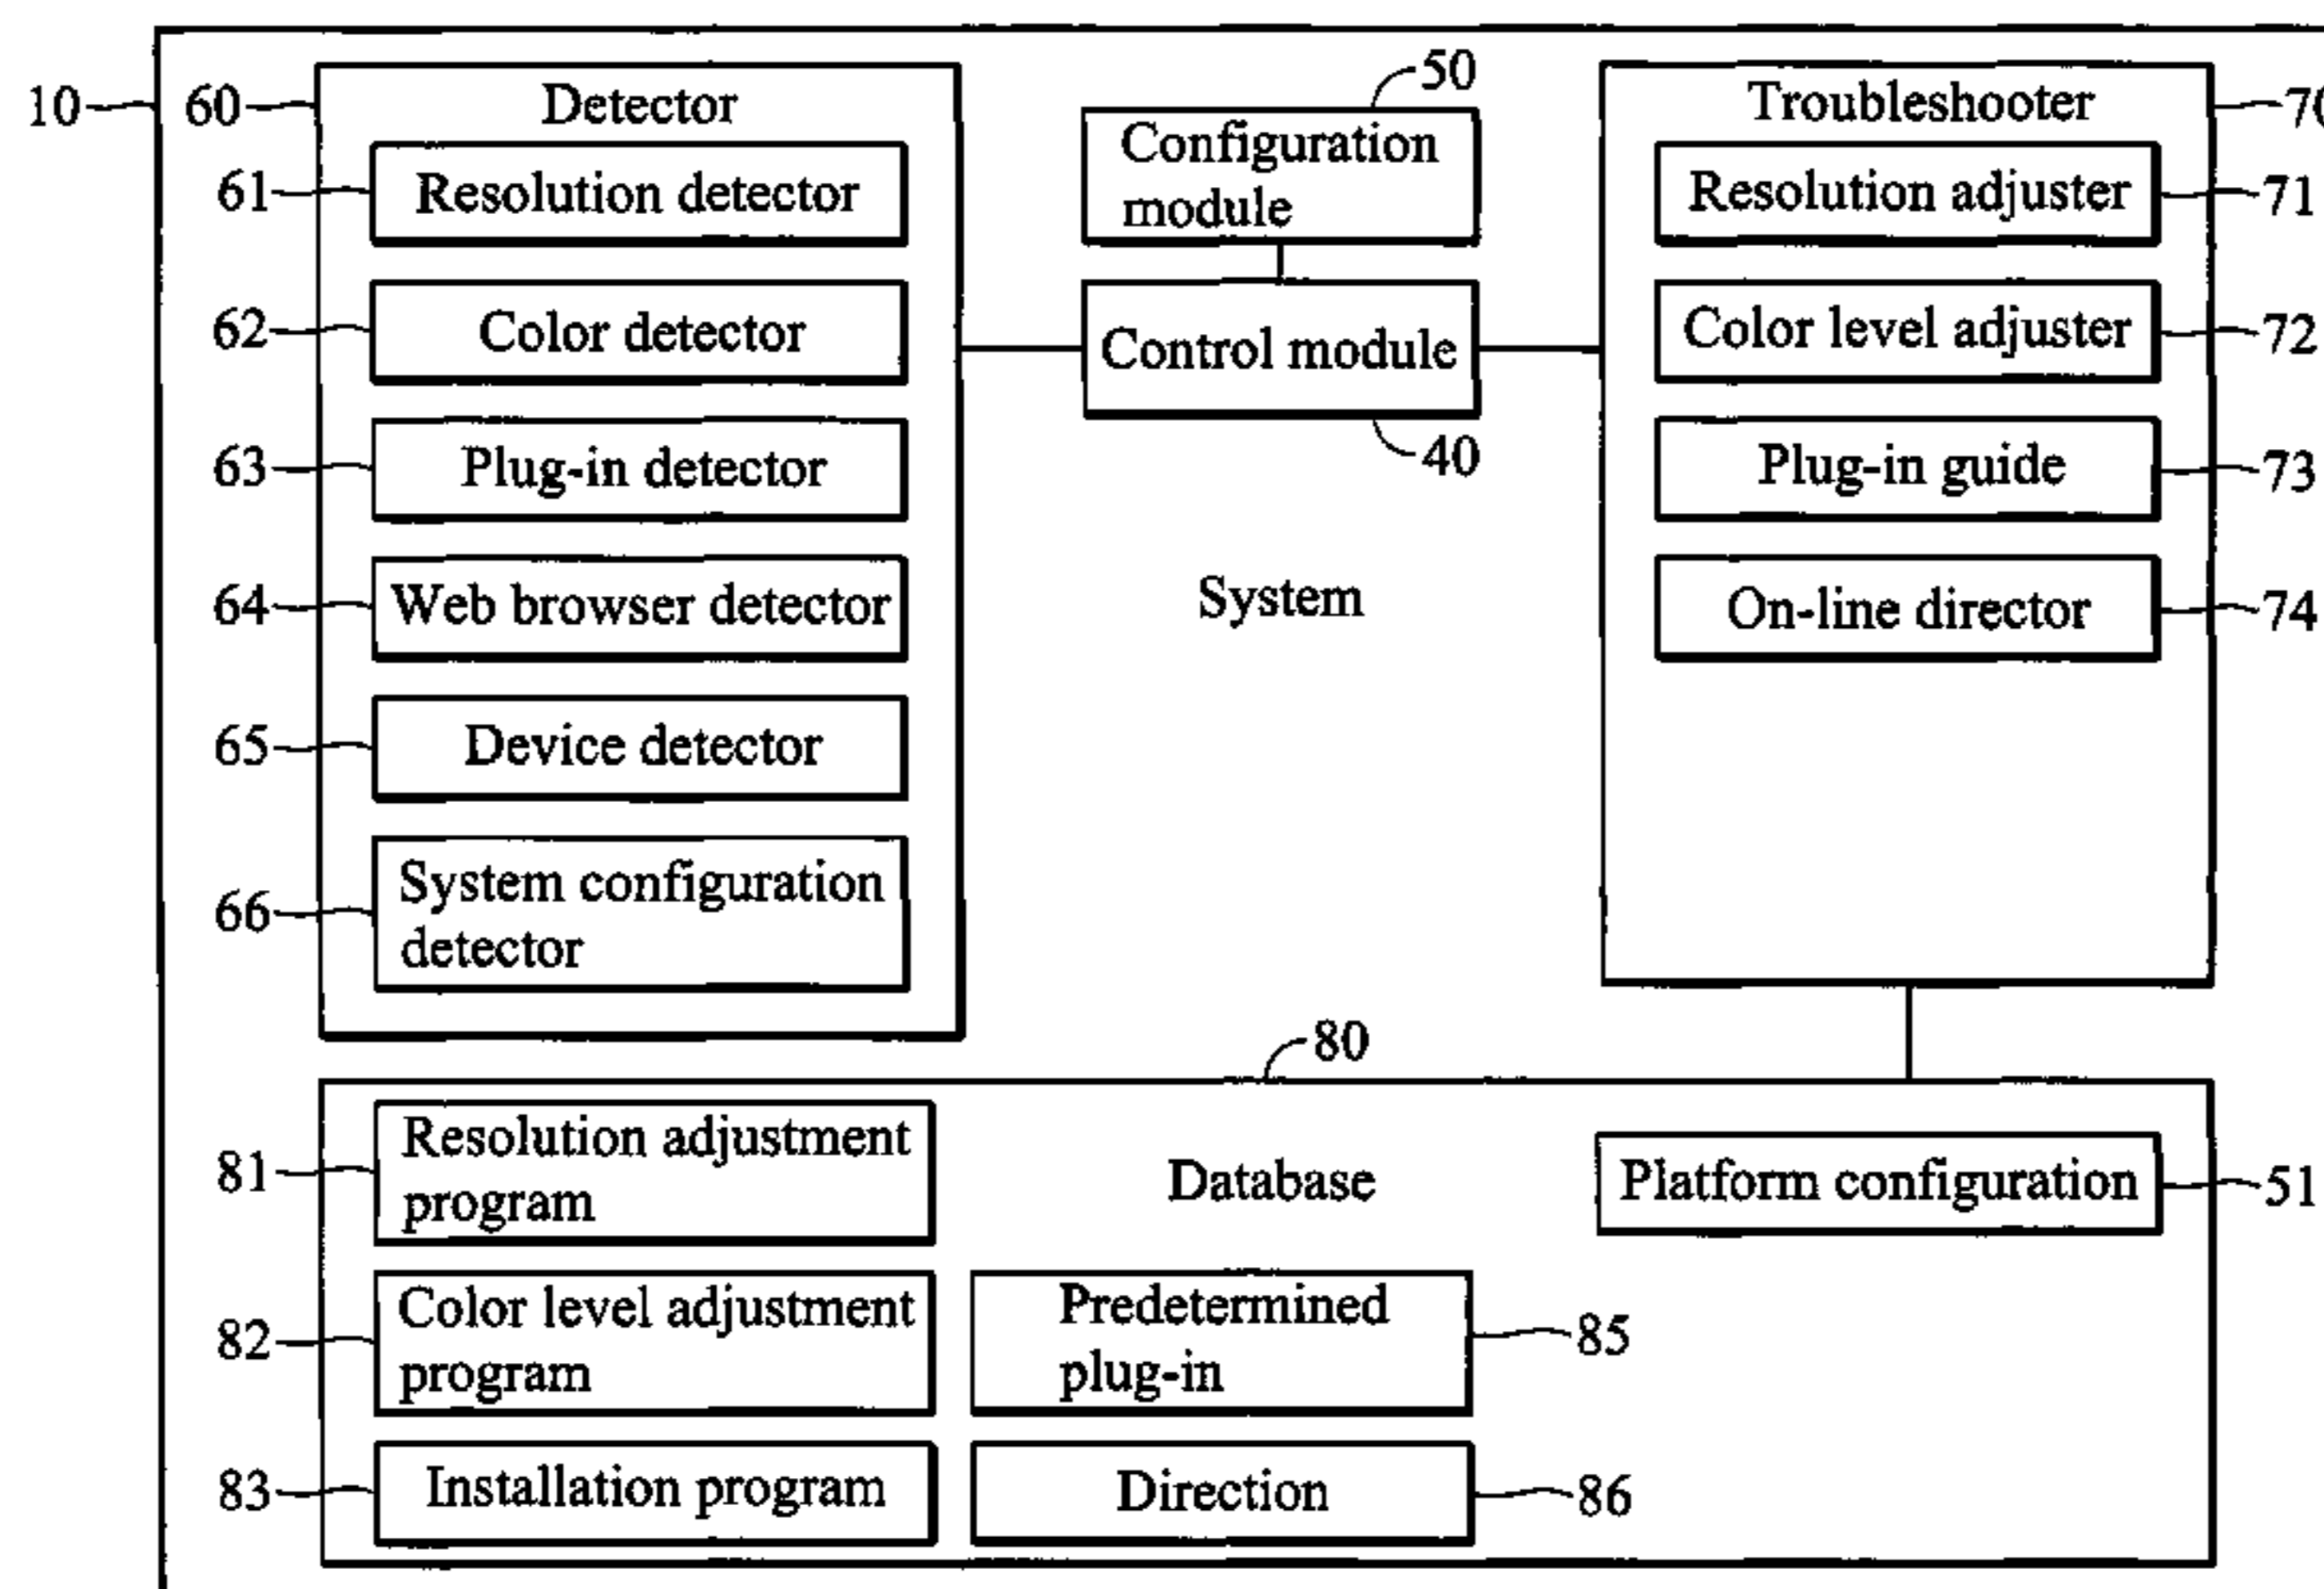 10
60
Detector
61
Resolution detector
62
Color detector
63
Plug-in detector
64
Web browser detector
65
Device detector
66
System configuration
detector
50
Configuration
module
Control module
40
System
Troubleshooter
70
Resolution adjuster
71
Color level adjuster
72
Plug-in guide
73
On-line director
74
80
Database
81
Resolution adjustment
program
Platform configuration
51
82
Color level adjustment
program
Predetermined
plug-in
85
83
Installation program
Direction
86